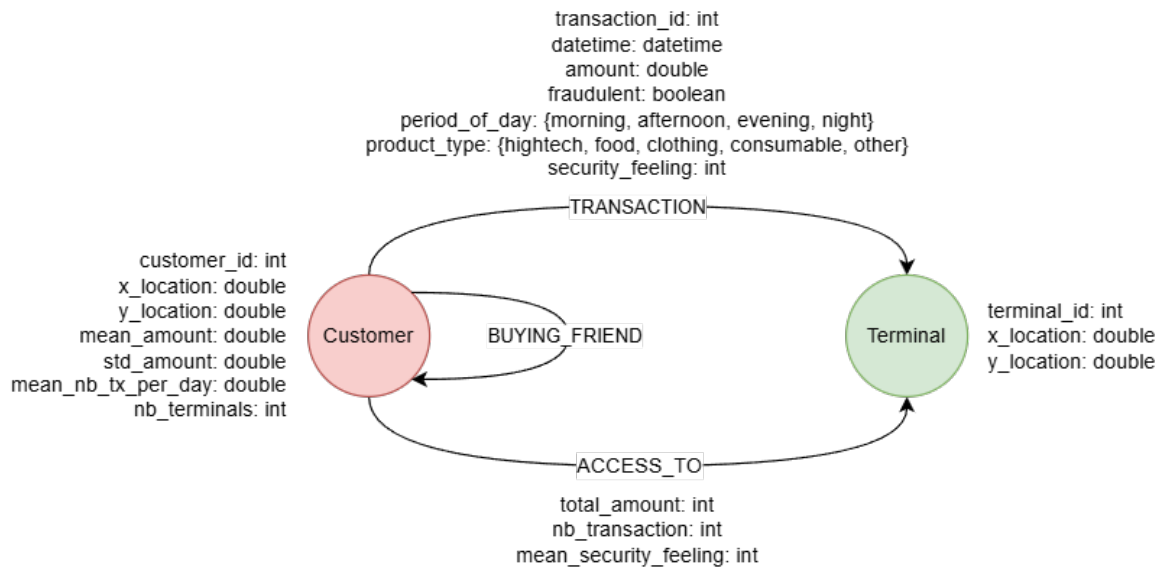 transaction_id: int
datetime: datetime
amount: double
fraudulent: boolean
period_of_day: {morning, afternoon, evening, night}
product_type: {hightech, food, clothing, consumable, other}
security_feeling: int
TRANSACTION
customer_id: int
x_location: double
y_location: double
mean_amount: double
std_amount: double
mean_nb_tx_per_day: double
nb_terminals: int
Customer
BUYING_FRIEND
Terminal
terminal_id: int
x_location: double
y_location: double
ACCESS_TO
total_amount: int
nb_transaction: int
mean_security_feeling: int